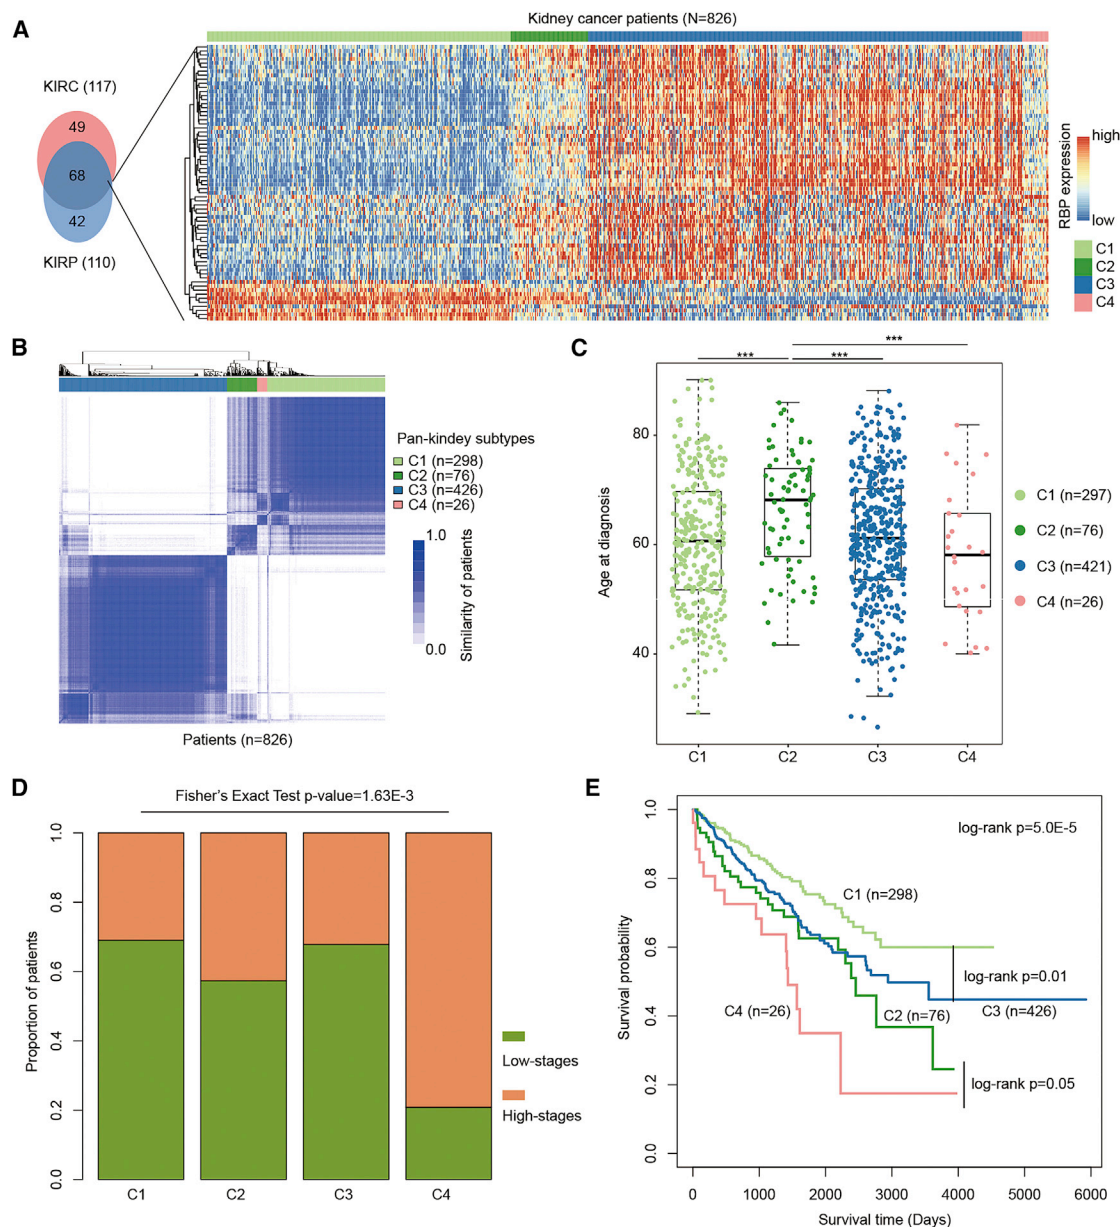 A
Kidney cancer patients (N=826)
KIRC (117)
49
68
42
KIRP (110)
RBP expression
high
low
C1
C2
C3
C4
B
Pan-kindey subtypes
C1 (n=298)
C2 (n=76)
C3 (n=426)
C4 (n=26)
1.0
0.0
Similarity of patients
Patients (n=826)
C
***
***
***
Age at diagnosis
80
60
40
C1
C2
C3
C4
C1 (n=297)
C2 (n=76)
C3 (n=421)
C4 (n=26)
D
Fisher's Exact Test p-value=1.63E-3
Proportion of patients
1.0
0.8
0.6
0.4
0.2
0.0
C1
C2
C3
C4
Low-stages
High-stages
E
log-rank p=5.0E-5
Survival probability
1.0
0.8
0.6
0.4
0.2
0.0
C1 (n=298)
log-rank p=0.01
C4 (n=26)
C2 (n=76)
C3 (n=426)
log-rank p=0.05
0
1000
2000
3000
4000
5000
6000
Survival time (Days)